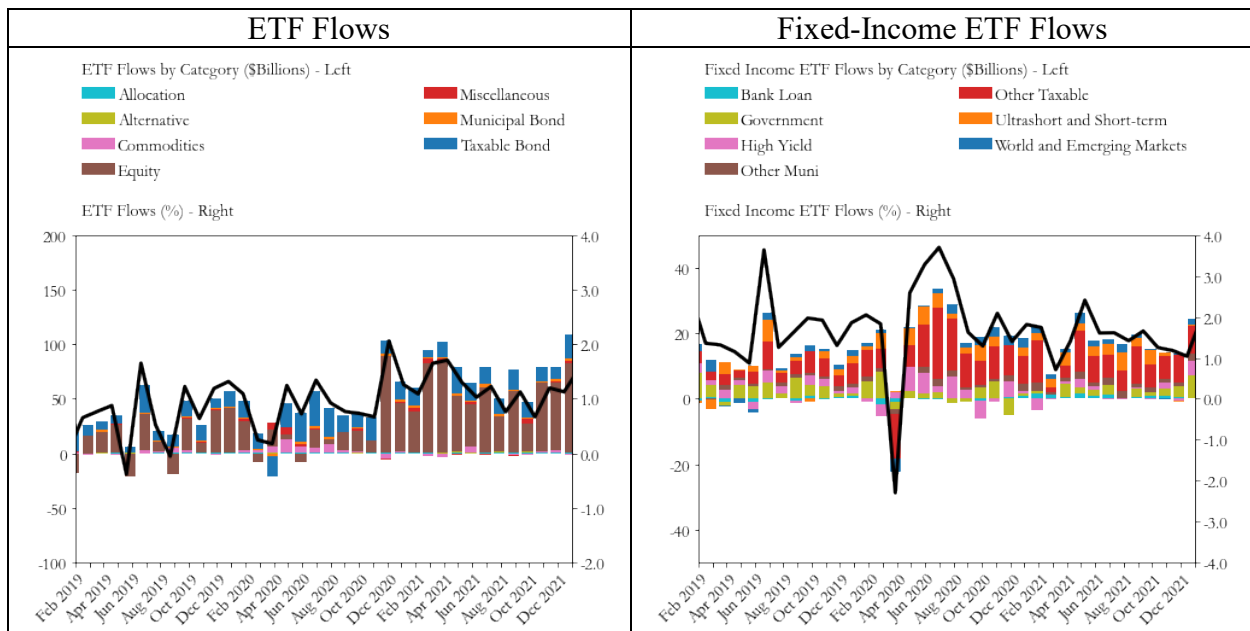 ETF Flows
Fixed-Income ETF Flows
ETF Flows by Category ($Billions) - Left
Allocation
Miscellaneous
Alternative
Municipal Bond
Commodities
Taxable Bond
Equity
ETF Flows (%) - Right
200
150
100
50
0
-50
-100
4.0
3.0
2.0
1.0
0.0
-1.0
-2.0
Feb 2019
Apr 2019
Jun 2019
Aug 2019
Oct 2019
Dec 2019
Feb 2020
Apr 2020
Jun 2020
Aug 2020
Oct 2020
Dec 2020
Feb 2021
Apr 2021
Jun 2021
Aug 2021
Oct 2021
Dec 2021
Fixed Income ETF Flows by Category ($Billions) - Left
Bank Loan
Other Taxable
Government
Ultrashort and Short-term
High Yield
World and Emerging Markets
Other Muni
Fixed Income ETF Flows (%) - Right
40
20
0
-20
-40
4.0
3.0
2.0
1.0
0.0
-1.0
-2.0
-3.0
-4.0
Feb 2019
Apr 2019
Jun 2019
Aug 2019
Oct 2019
Dec 2019
Feb 2020
Apr 2020
Jun 2020
Aug 2020
Oct 2020
Dec 2020
Feb 2021
Apr 2021
Jun 2021
Aug 2021
Oct 2021
Dec 2021